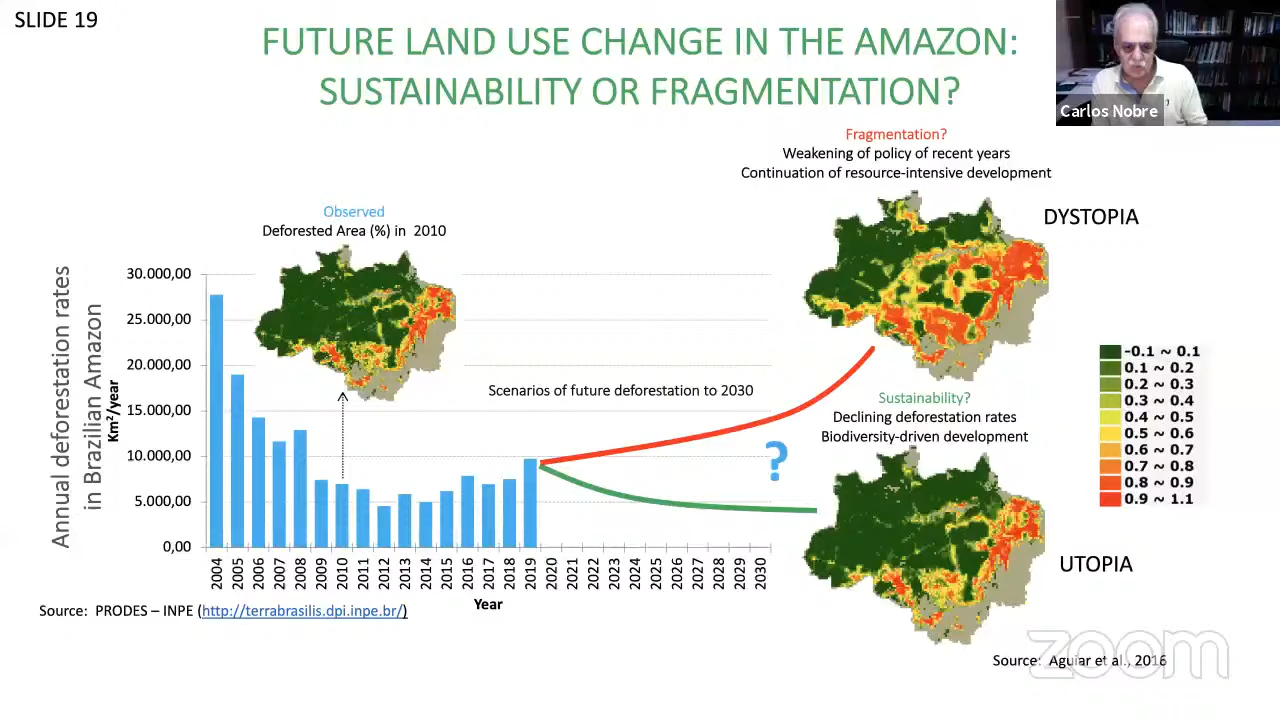 SLIDE 19
FUTURE LAND USE CHANGE IN THE AMAZON:
SUSTAINABILITY OR FRAGMENTATION?
Carlos Nobre
Fragmentation?
Weakening of policy of recent years
Continuation of resource-intensive development
DYSTOPIA
Observed
Deforested Area (%) in 2010
Annual deforestation rates
in Brazilian Amazon
Km²/year
30.000,00
25.000,00
20.000,00
15.000,00
10.000,00
5.000,00
0,00
Scenarios of future deforestation to 2030
?
Sustainability?
Declining deforestation rates
Biodiversity-driven development
UTOPIA
-0.1 ~ 0.1
0.1 ~ 0.2
0.2 ~ 0.3
0.3 ~ 0.4
0.4 ~ 0.5
0.5 ~ 0.6
0.6 ~ 0.7
0.7 ~ 0.8
0.8 ~ 0.9
0.9 ~ 1.1
2004 2005 2006 2007 2008 2009 2010 2011 2012 2013 2014 2015 2016 2017 2018 2019 2020 2021 2022 2023 2024 2025 2026 2027 2028 2029 2030
Year
Source: PRODES – INPE (http://terrabrasilis.dpi.inpe.br/)
zoom
Source: Aguiar et al., 2016